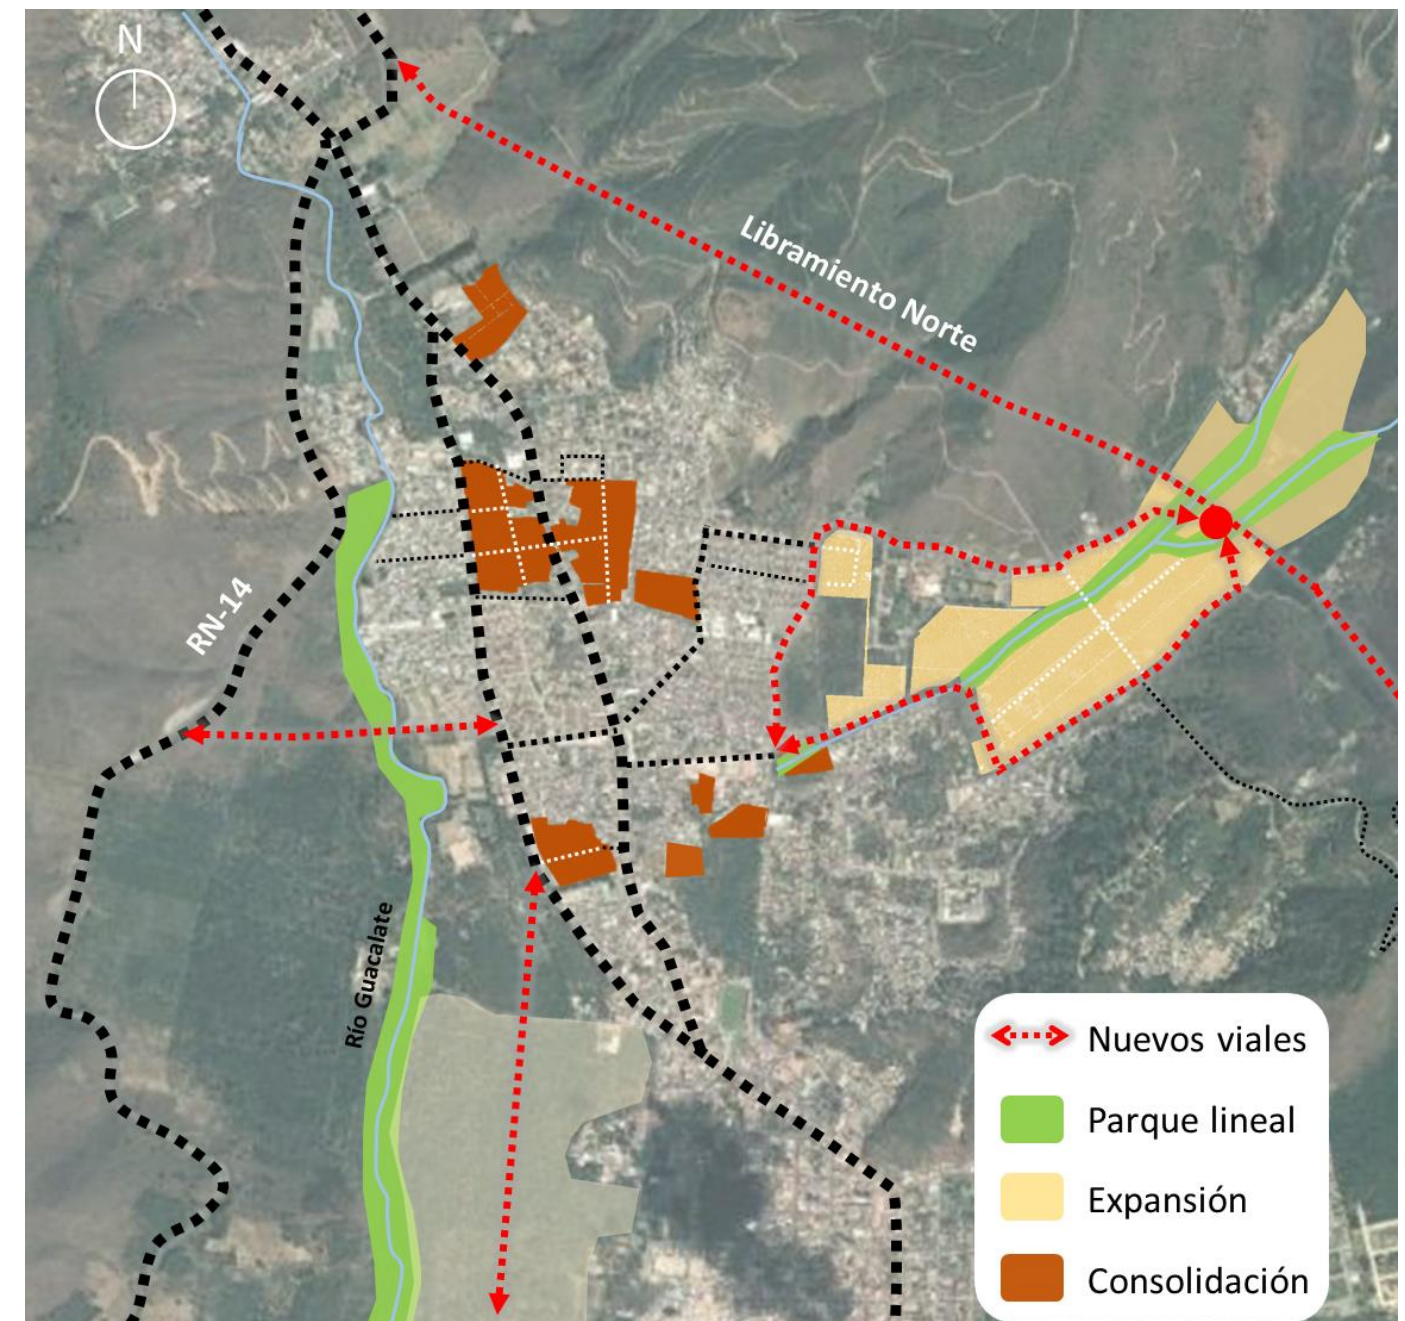 N
Libramiento Norte
RN-14
Río Guacalate
Nuevos viales
Parque lineal
Expansión
Consolidación